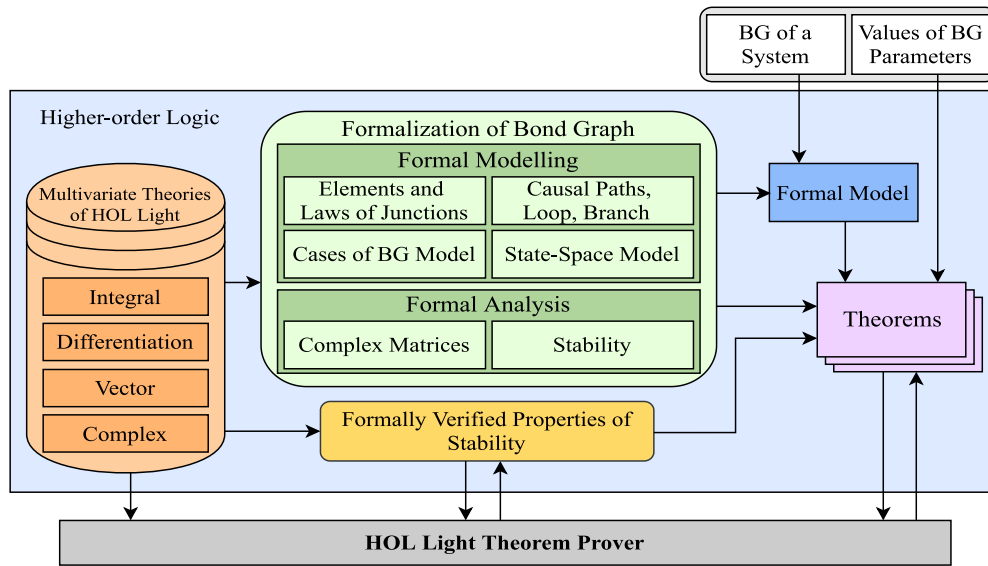 BG of a
System
Values of BG
Parameters
Higher-order Logic
Formalization of Bond Graph
Formal Modelling
Multivariate Theories
of HOL Light
Elements and
Laws of Junctions
Causal Paths,
Loop, Branch
Formal Model
Cases of BG Model
State-Space Model
Integral
Formal Analysis
Theorems
Differentiation
Complex Matrices
Stability
Vector
Complex
Formally Verified Properties of
Stability
HOL Light Theorem Prover